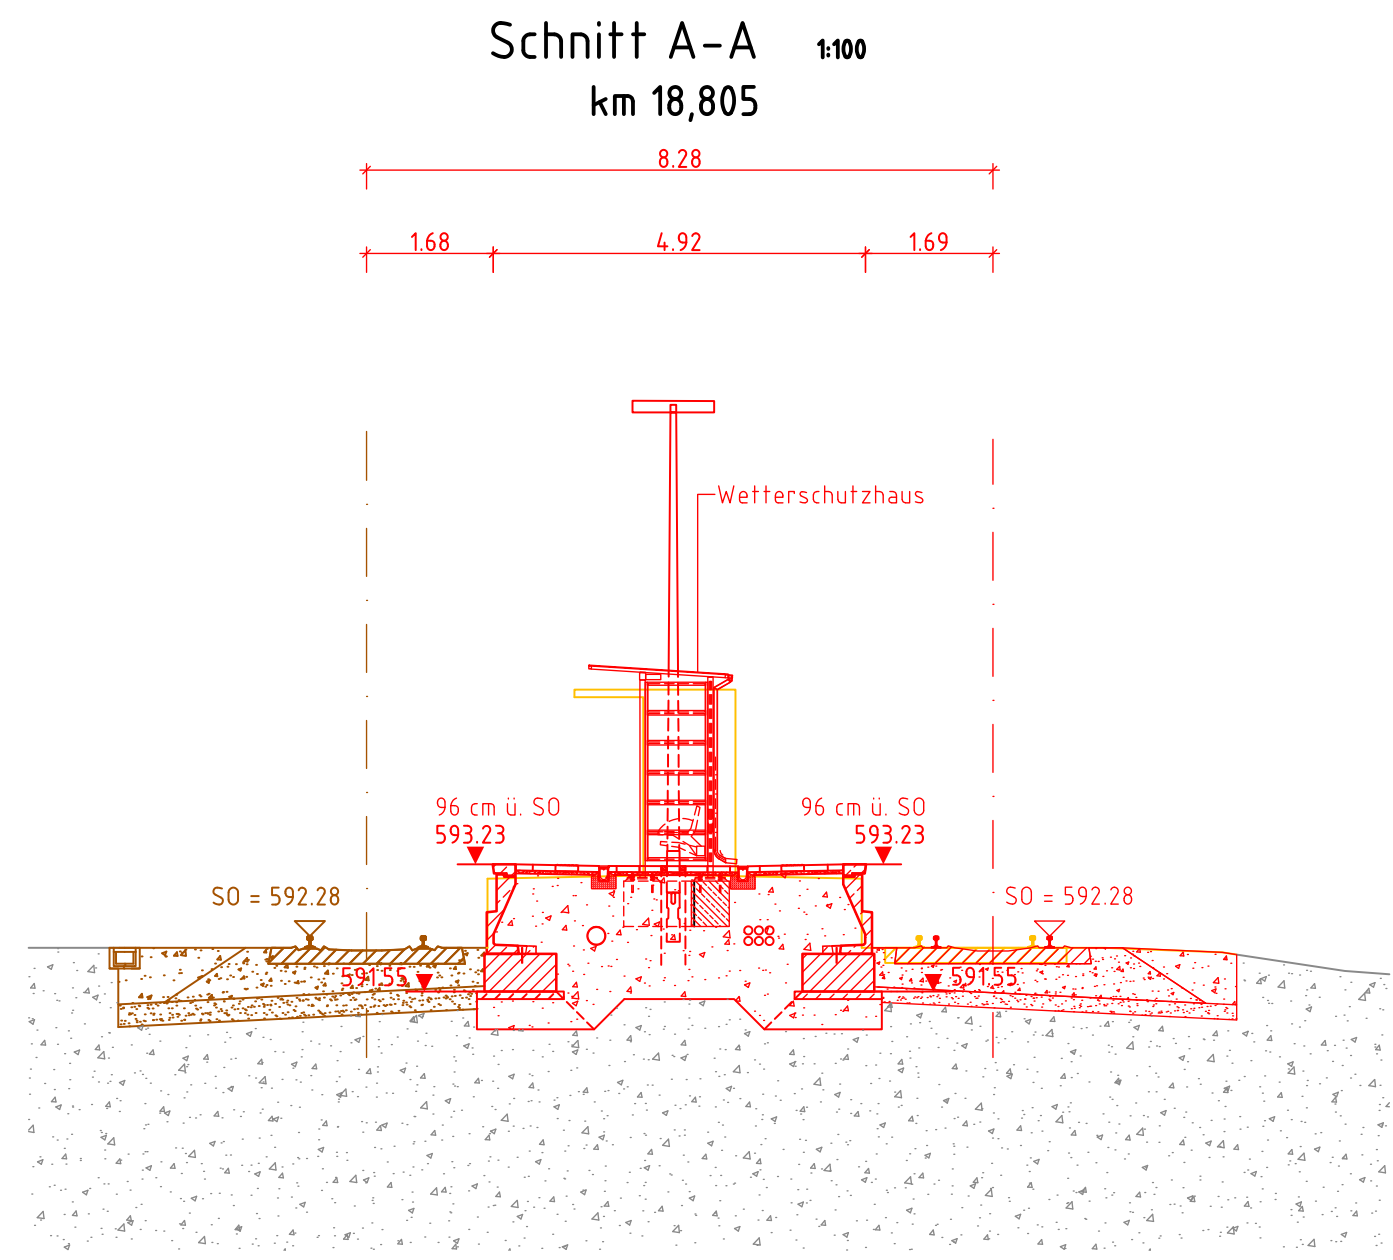 Schnitt A-A 1:100
km 18,805
8.28
1.68 4.92 1.69
Wetterschutzhaus
96 cm ü. SO 96 cm ü. SO
593.23 593.23
SO = 592.28 SO = 592.28
591.55 591.55